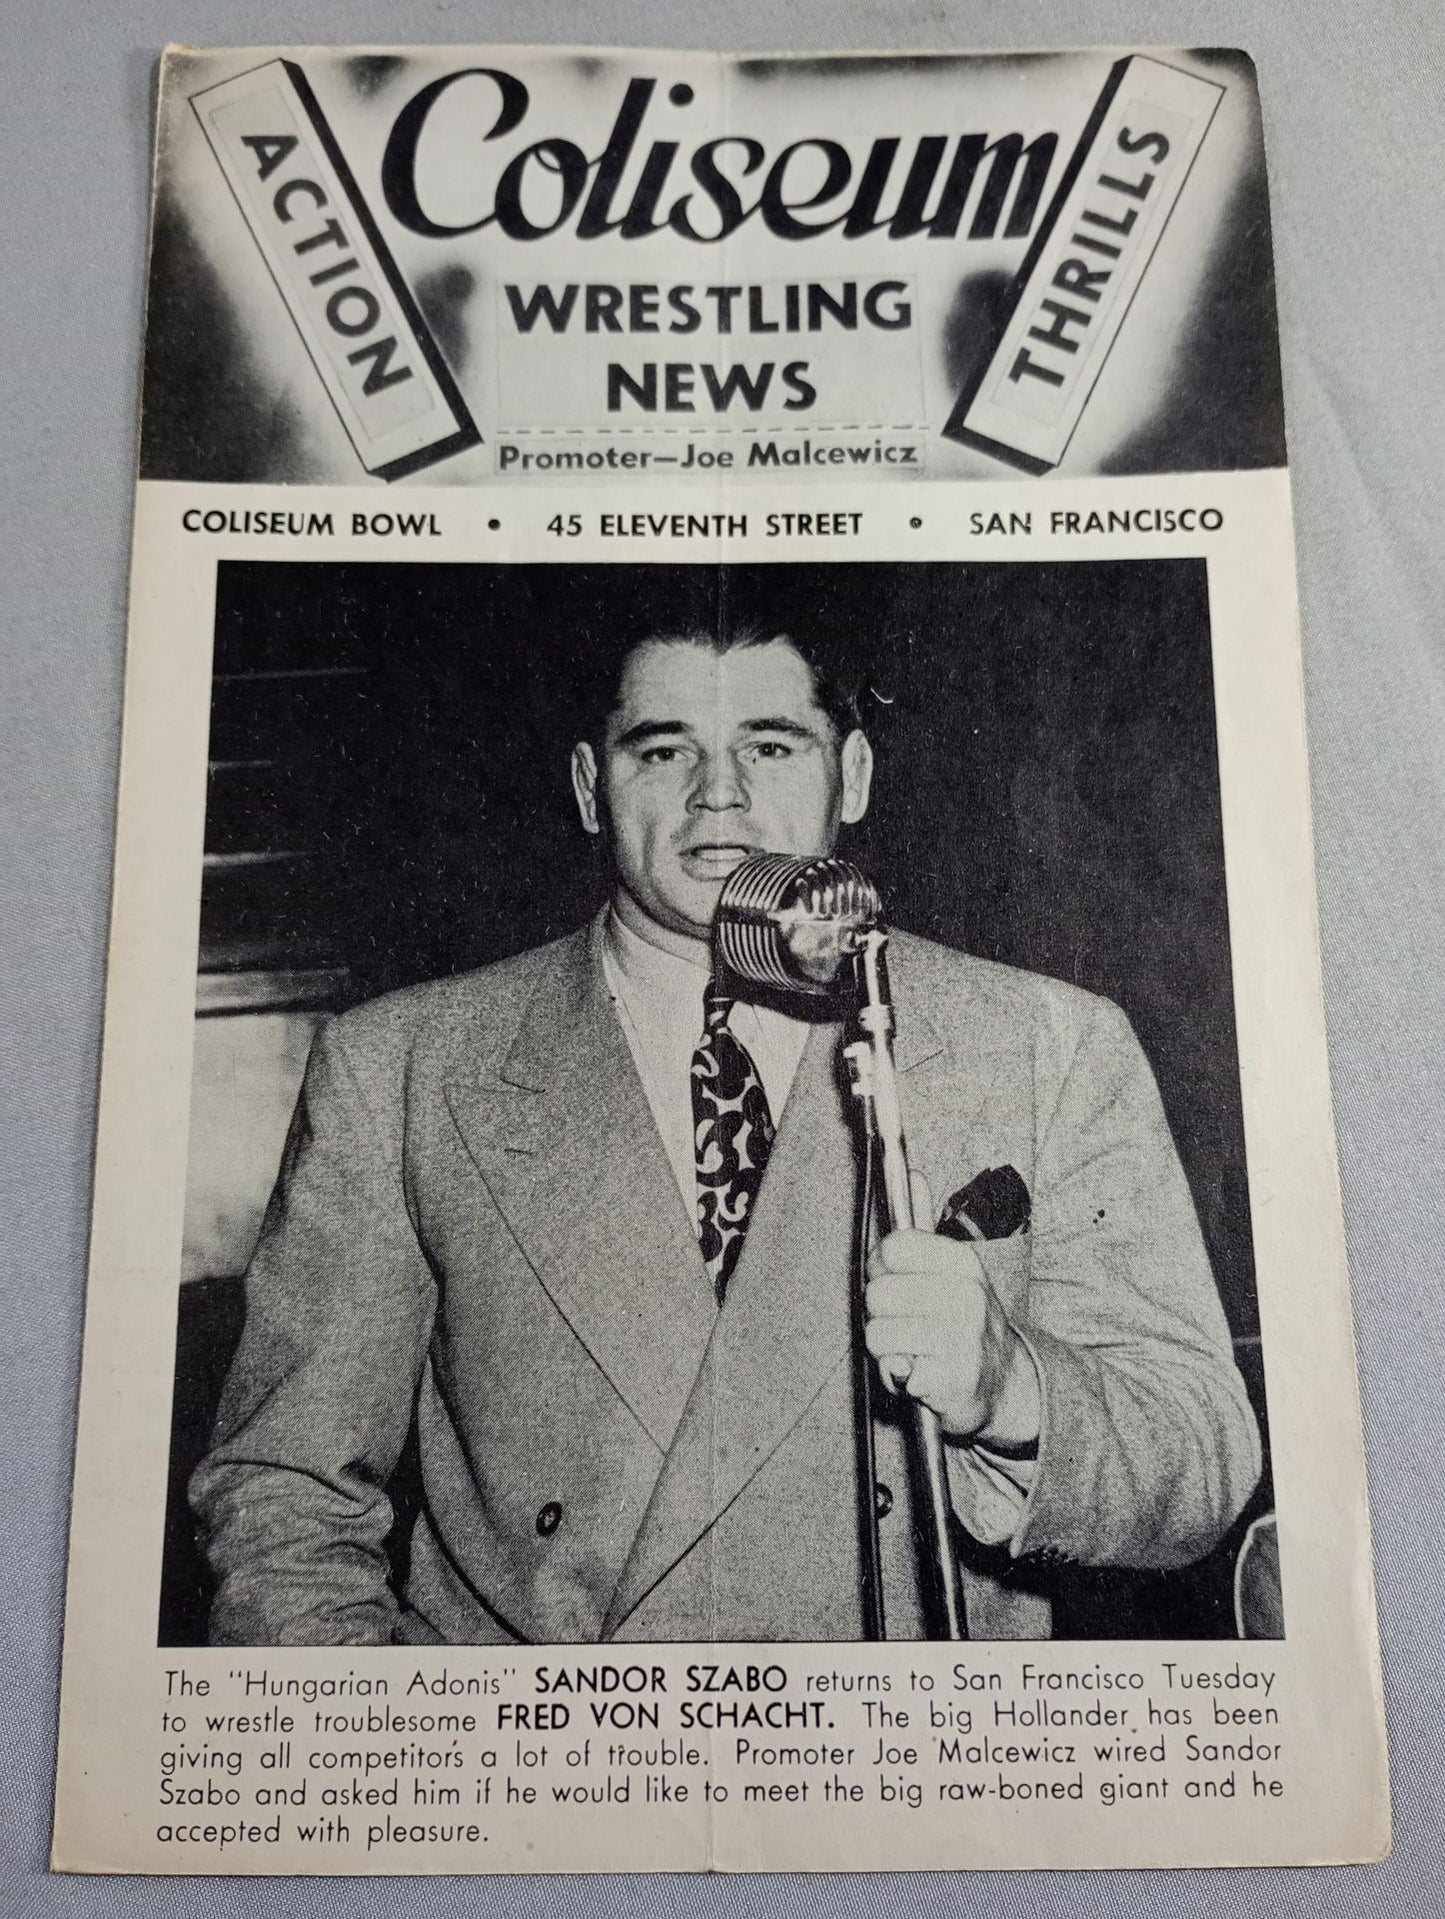 ACTION
Coliseum
THRILLS
WRESTLING
NEWS
Promoter—Joe Malcewicz
COLISEUM BOWL • 45 ELEVENTH STREET • SAN FRANCISCO
The "Hungarian Adonis" SANDOR SZABO returns to San Francisco Tuesday
to wrestle troublesome FRED VON SCHACHT. The big Hollander has been
giving all competitors a lot of trouble. Promoter Joe Malcewicz wired Sandor
Szabo and asked him if he would like to meet the big raw-boned giant and he
accepted with pleasure.